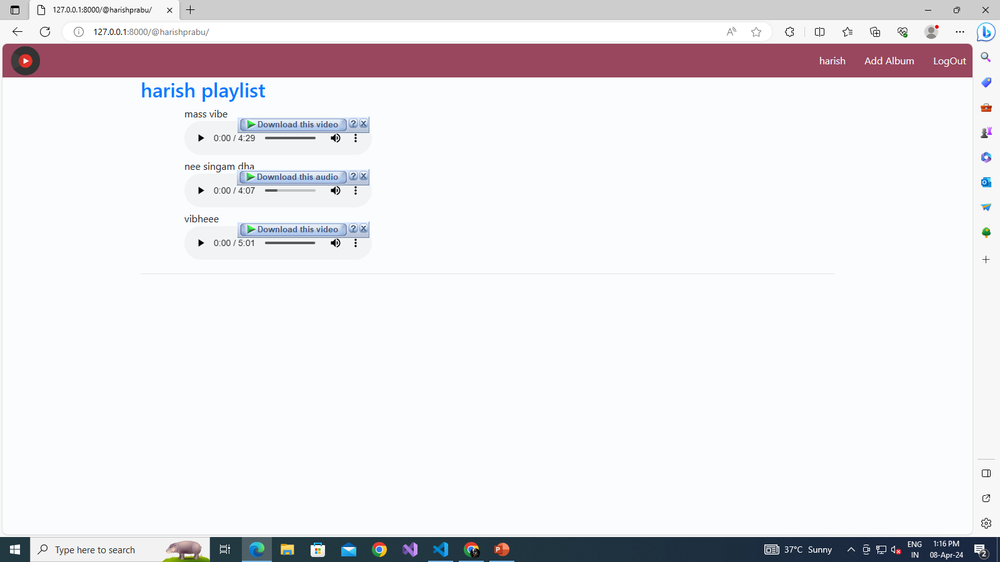 127.0.0.1:8000/@harishprabu/
127.0.0.1:8000/@harishprabu/
harish Add Album LogOut
harish playlist
mass vibe
Download this video ? x
0:00 / 4:29
nee singam dha
Download this audio ? x
0:00 / 4:07
vibheee
Download this video ? x
0:00 / 5:01
Type here to search
37°C Sunny
ENG
IN
1:16 PM
08-Apr-24
2